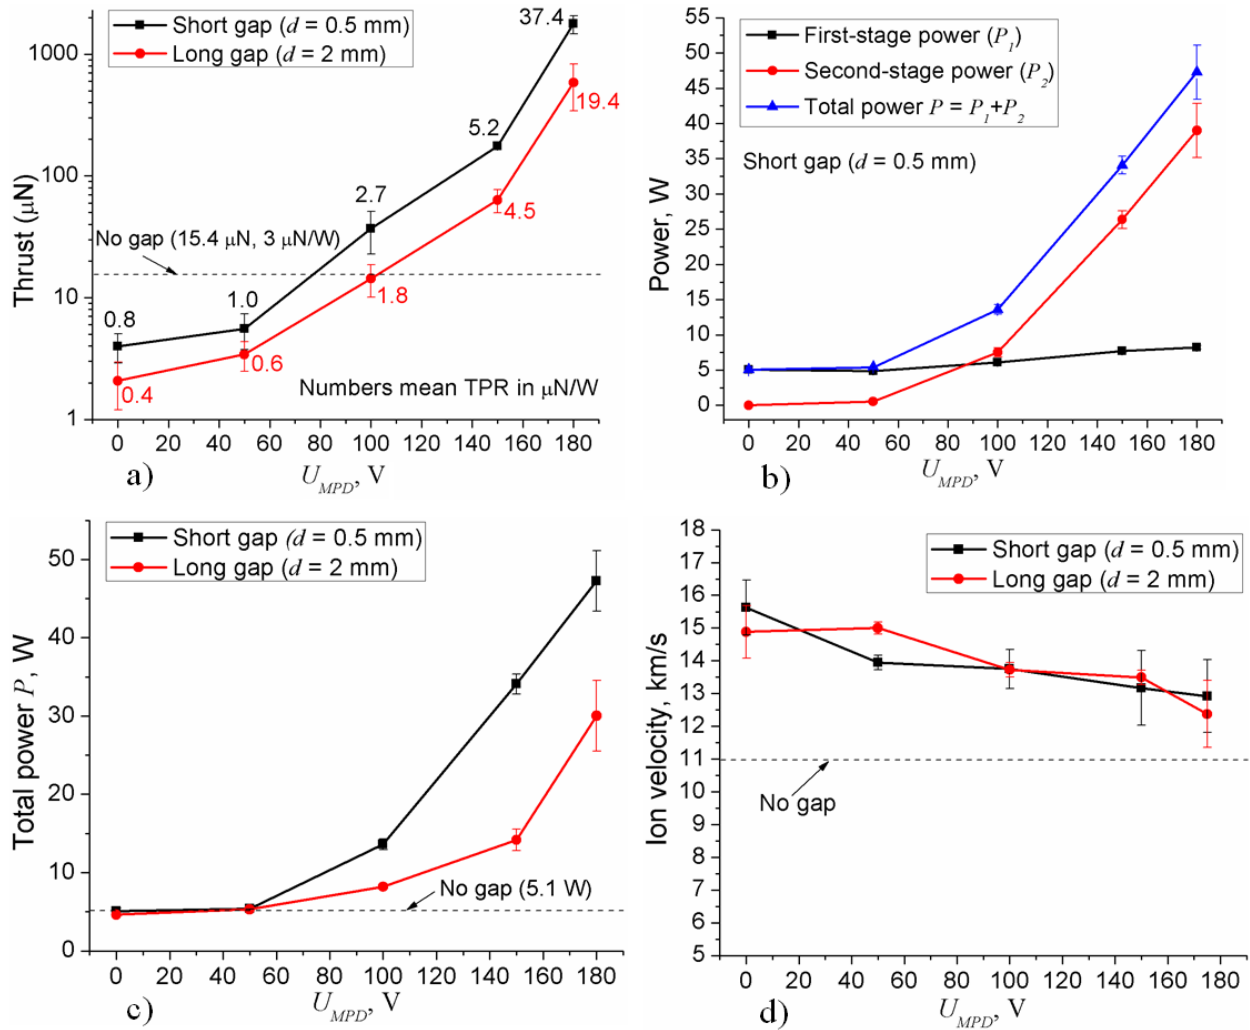 Short gap (d = 0.5 mm)
Long gap (d = 2 mm)
37.4
19.4
5.2
4.5
2.7
1.8
No gap (15.4 μN, 3 μN/W)
1.0
0.8
0.6
0.4
Numbers mean TPR in μN/W
Thrust (μN)
1000
100
10
1
0 20 40 60 80 100 120 140 160 180
a)
U_MPD, V
First-stage power (P_1)
Second-stage power (P_2)
Total power P = P_1+P_2
Short gap (d = 0.5 mm)
Power, W
55
50
45
40
35
30
25
20
15
10
5
0
0 20 40 60 80 100 120 140 160 180
b)
U_MPD, V
Short gap (d = 0.5 mm)
Long gap (d = 2 mm)
No gap (5.1 W)
Total power P, W
50
40
30
20
10
0
0 20 40 60 80 100 120 140 160 180
c)
U_MPD, V
Short gap (d = 0.5 mm)
Long gap (d = 2 mm)
No gap
Ion velocity, km/s
18
17
16
15
14
13
12
11
10
9
8
7
6
5
0 20 40 60 80 100 120 140 160 180
d)
U_MPD, V